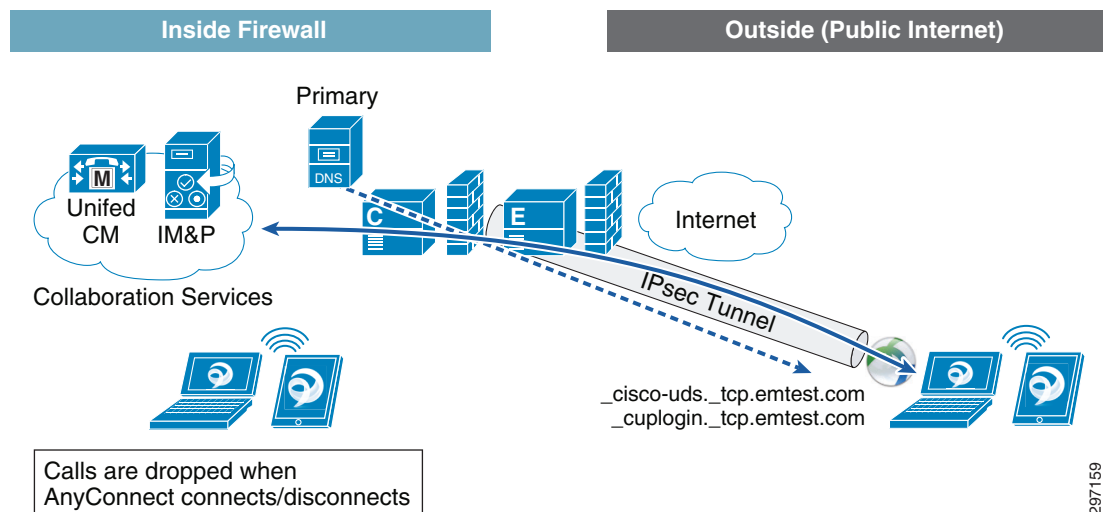 Inside Firewall
Outside (Public Internet)
Primary
DNS
M
Unifed
CM
IM&P
C
E
Internet
IPsec Tunnel
Collaboration Services
_cisco-uds._tcp.emtest.com
_cuplogin._tcp.emtest.com
Calls are dropped when
AnyConnect connects/disconnects
297159